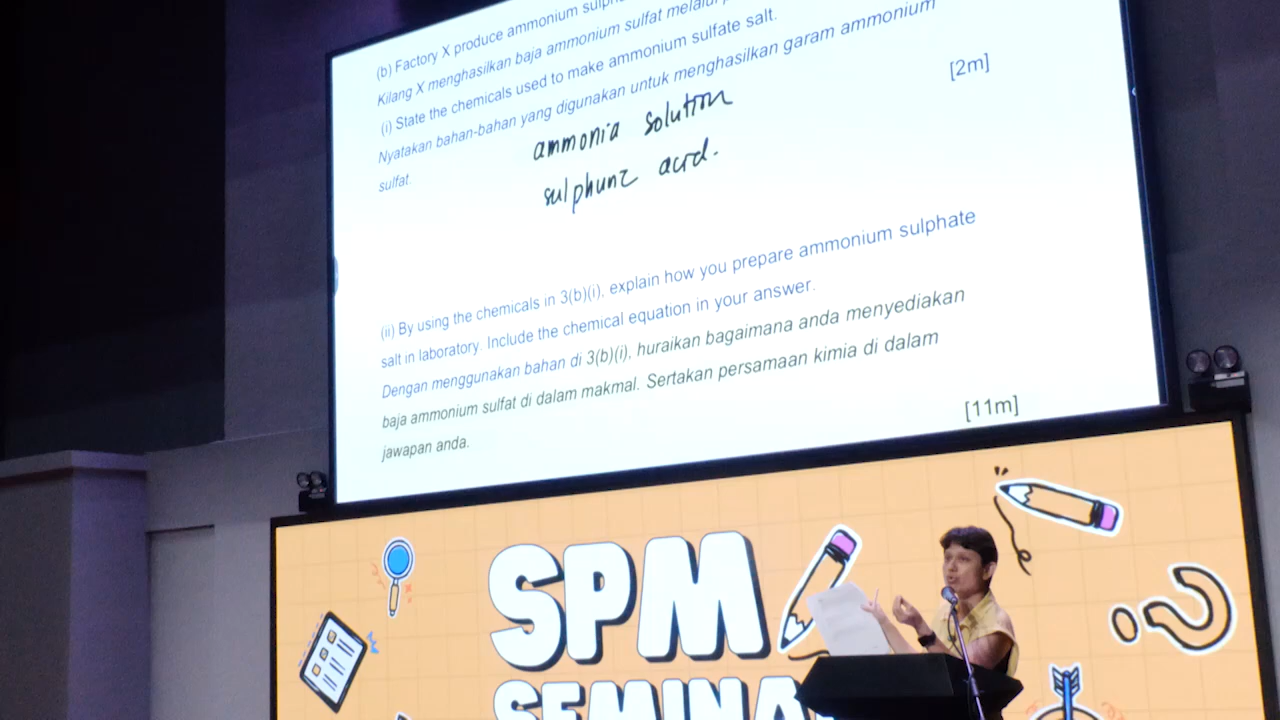 (b) Factory X produce ammonium
Kilang X menghasilkan baja ammonium sulfat melalui
(i) State the chemicals used to make ammonium sulfate salt.
Nyatakan bahan-bahan yang digunakan untuk menghasilkan garam ammonium
sulfat.
[2m]
ammonia solution
sulphuric acid.
(ii) By using the chemicals in 3(b)(i), explain how you prepare ammonium sulphate
salt in laboratory. Include the chemical equation in your answer.
Dengan menggunakan bahan di 3(b)(i), huraikan bagaimana anda menyediakan
baja ammonium sulfat di dalam makmal. Sertakan persamaan kimia di dalam
jawapan anda.
[11m]
SPM